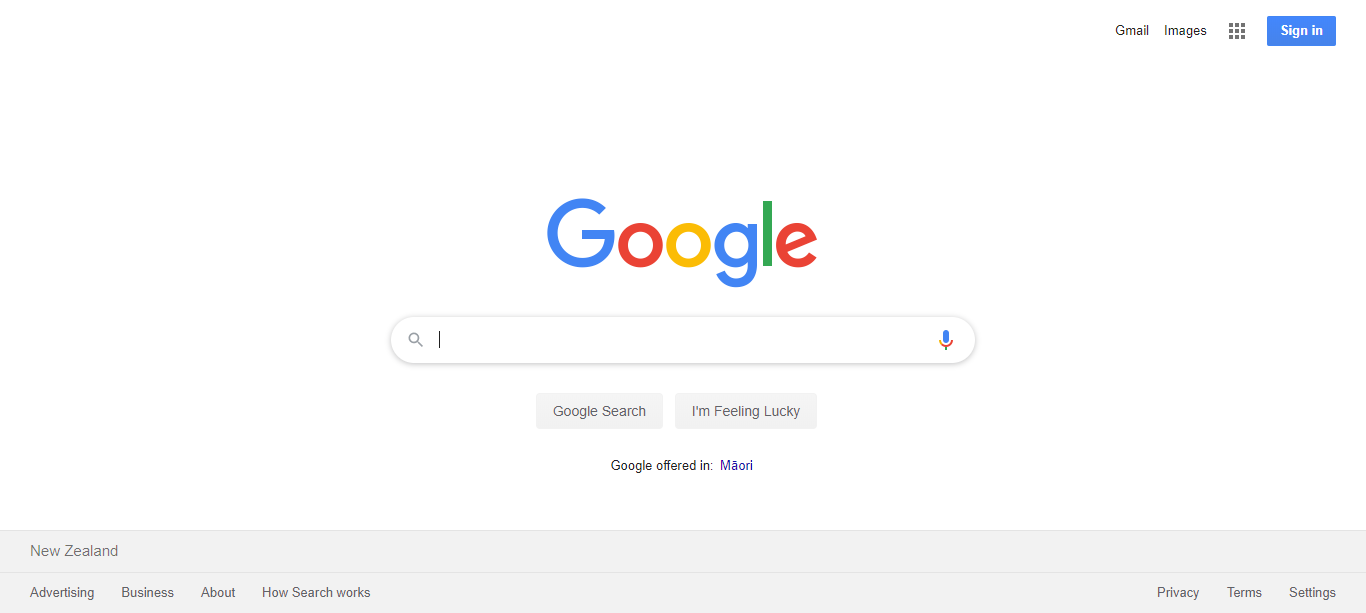 Gmail Images Sign in
Google
Google Search I'm Feeling Lucky
Google offered in: Māori
New Zealand
Advertising Business About How Search works Privacy Terms Settings